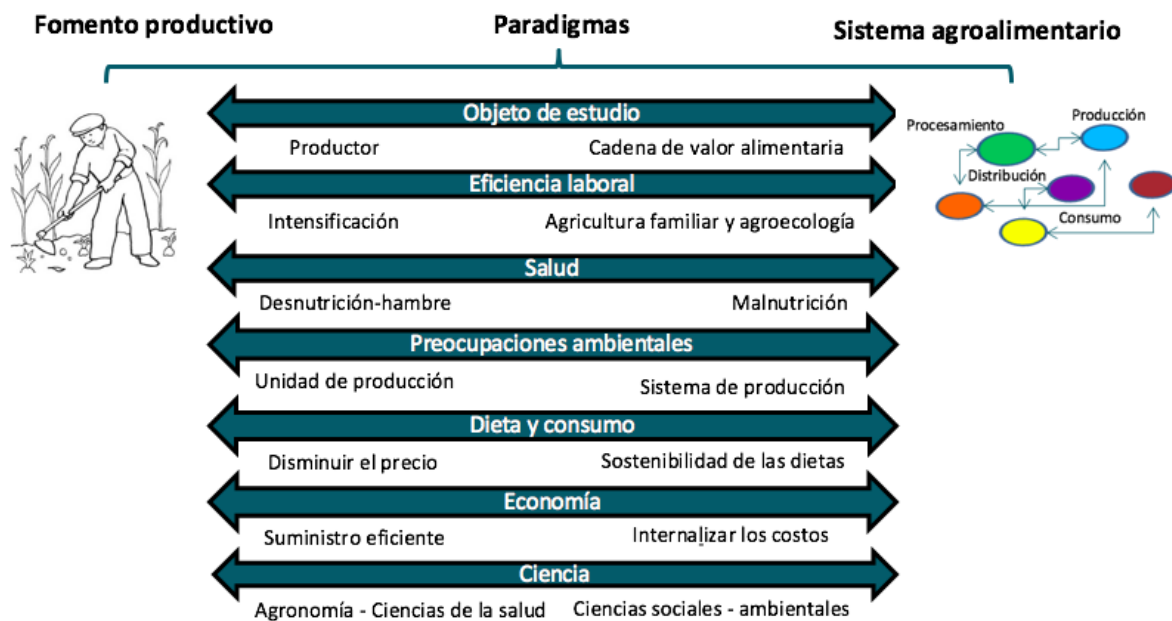 Fomento productivo
Paradigmas
Sistema agroalimentario
Objeto de estudio
Productor
Cadena de valor alimentaria
Eficiencia laboral
Intensificación
Agricultura familiar y agroecología
Salud
Desnutrición-hambre
Malnutrición
Preocupaciones ambientales
Unidad de producción
Sistema de producción
Dieta y consumo
Disminuir el precio
Sostenibilidad de las dietas
Economía
Suministro eficiente
Internalizar los costos
Ciencia
Agronomía - Ciencias de la salud
Ciencias sociales - ambientales
Producción
Procesamiento
Distribución
Consumo